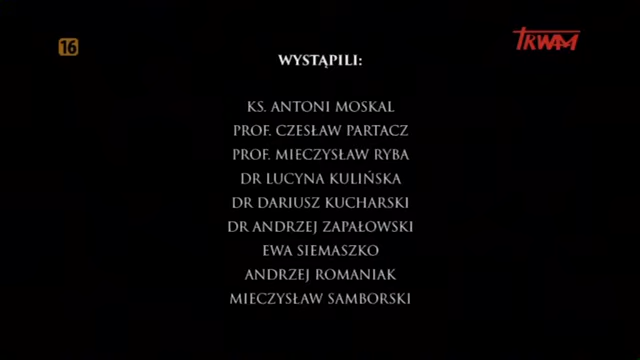 16
TRWAM
WYSTĄPILI:
KS. ANTONI MOSKAL
PROF. CZESŁAW PARTACZ
PROF. MIECZYSŁAW RYBA
DR LUCYNA KULIŃSKA
DR DARIUSZ KUCHARSKI
DR ANDRZEJ ZAPAŁOWSKI
EWA SIEMASZKO
ANDRZEJ ROMANIAK
MIECZYSŁAW SAMBORSKI